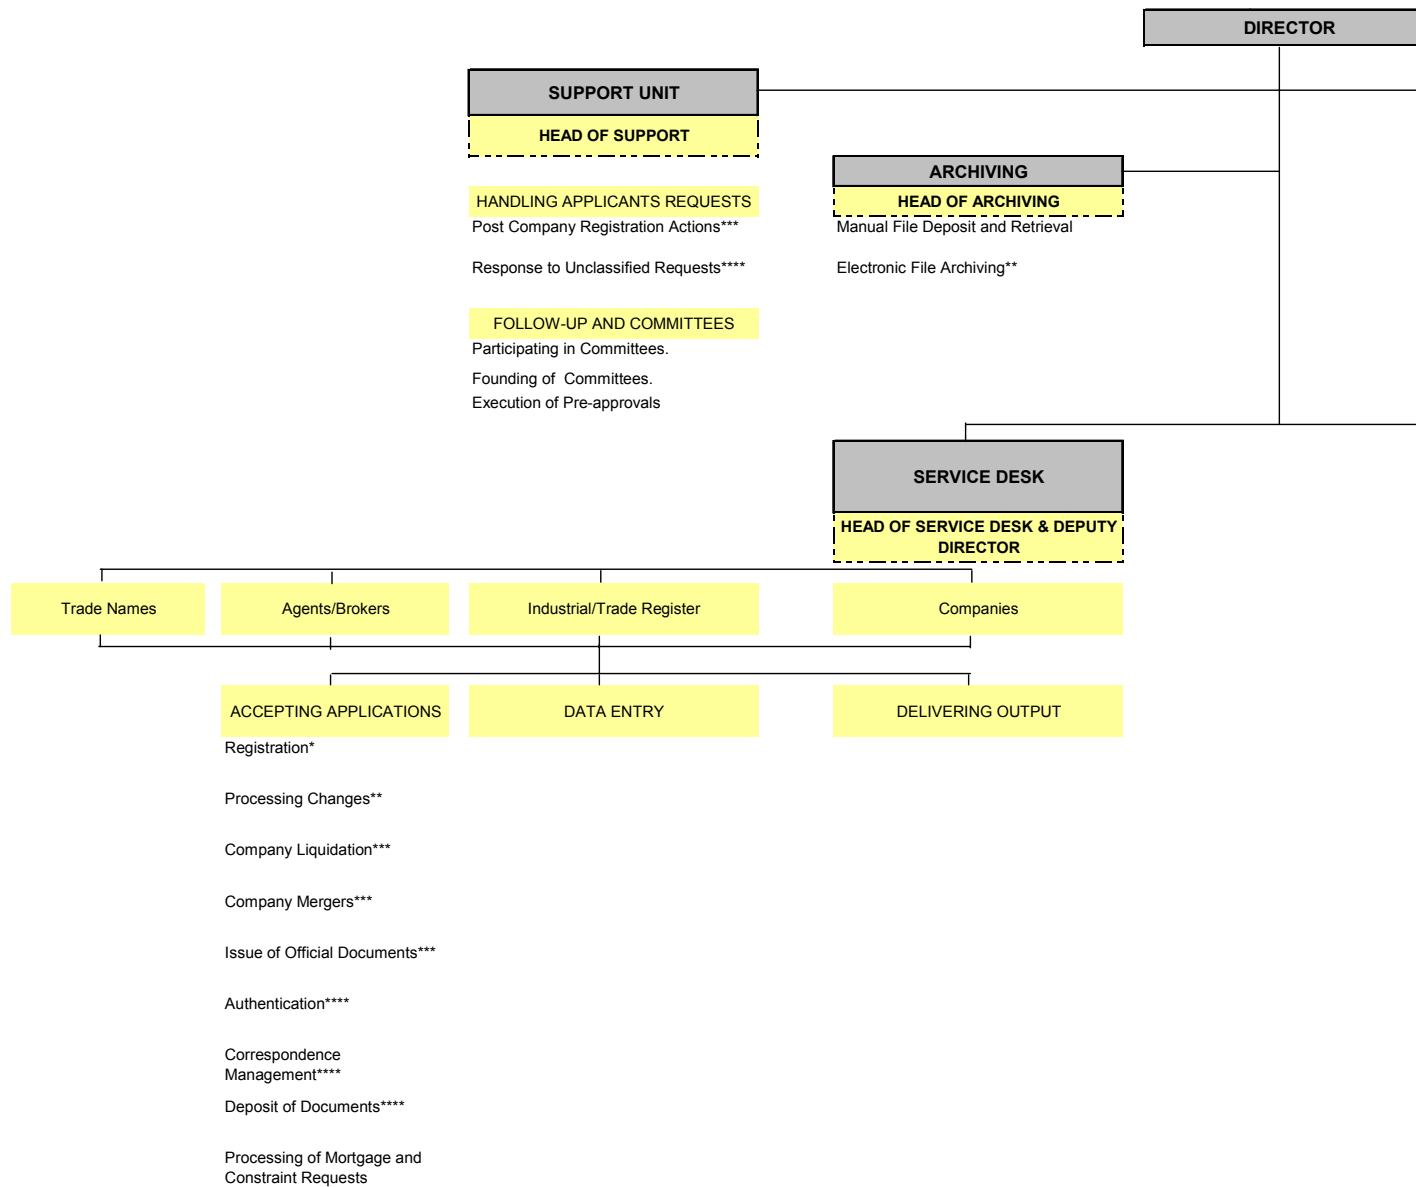 DIRECTOR
SUPPORT UNIT
HEAD OF SUPPORT
ARCHIVING
HEAD OF ARCHIVING
HANDLING APPLICANTS REQUESTS
Post Company Registration Actions***
Manual File Deposit and Retrieval
Response to Unclassified Requests****
Electronic File Archiving**
FOLLOW-UP AND COMMITTEES
Participating in Committees.
Founding of  Committees.
Execution of Pre-approvals
SERVICE DESK
HEAD OF SERVICE DESK & DEPUTY
DIRECTOR
Trade Names
Agents/Brokers
Industrial/Trade Register
Companies
ACCEPTING APPLICATIONS
DATA ENTRY
DELIVERING OUTPUT
Registration*
Processing Changes**
Company Liquidation***
Company Mergers***
Issue of Official Documents***
Authentication****
Correspondence
Management****
Deposit of Documents****
Processing of Mortgage and
Constraint Requests